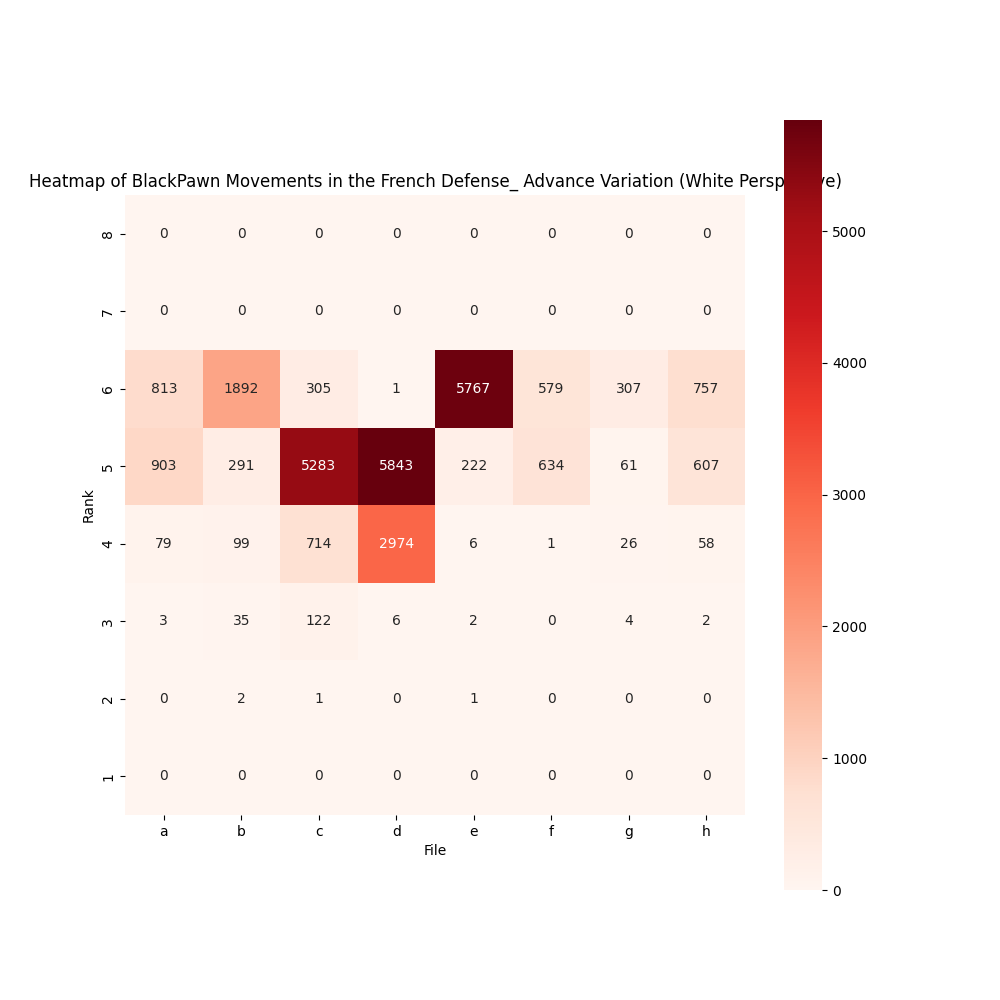 Heatmap of BlackPawn Movements in the French Defense_ Advance Variation (White Perspective)
8 0 0 0 0 0 0 0 0
7 0 0 0 0 0 0 0 0
6 813 1892 305 1 5767 579 307 757
5 903 291 5283 5843 222 634 61 607
4 79 99 714 2974 6 1 26 58
3 3 35 122 6 2 0 4 2
2 0 2 1 0 1 0 0 0
1 0 0 0 0 0 0 0 0
Rank
a b c d e f g h
File
5000
4000
3000
2000
1000
0